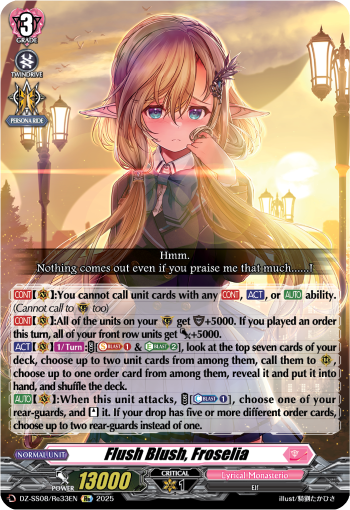 3
GRADE
TWINDRIVE
PERSONA RIDE
Hmm.
Nothing comes out even if you praise me that much......!
CONT【】:You cannot call unit cards with any CONT, ACT, or AUTO ability.
(Cannot call to too)
CONT【】:All of the units on your get +5000. If you played an order
this turn, all of your front row units get +5000.
ACT【】1/Turn:[SOUL BLAST 1 & ENERGY BLAST 2], look at the top seven cards of your
deck, choose up to two unit cards from among them, call them to ,
choose up to one order card from among them, reveal it and put it into
hand, and shuffle the deck.
AUTO【】:When this unit attacks, [COUNTER BLAST 1], choose one of your
rear-guards, and it. If your drop has five or more different order cards,
choose up to two rear-guards instead of one.
NORMAL UNIT
Flush Blush, Froselia
POWER 13000
CRITICAL
1
Lyrical Monasterio
Elf
DZ-SS08/Re33EN
2025
illust/騎羅たかひさ